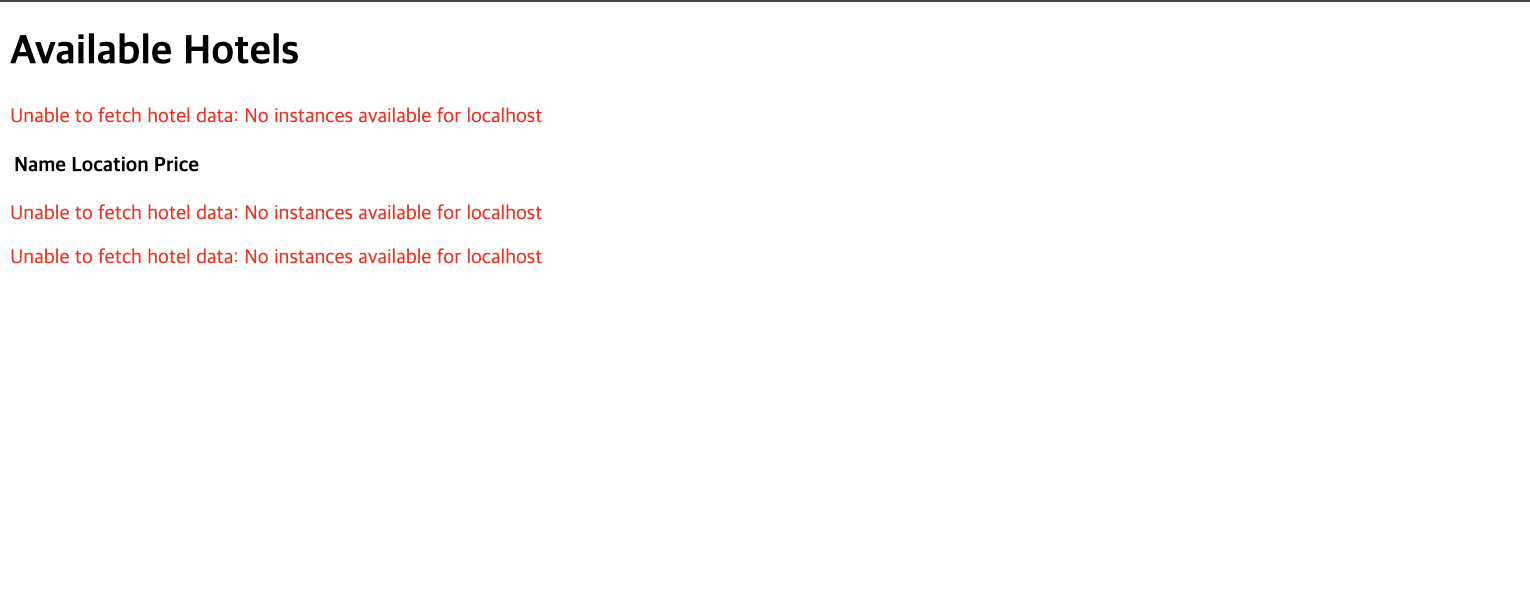 Available Hotels
Unable to fetch hotel data: No instances available for localhost
Name Location Price
Unable to fetch hotel data: No instances available for localhost
Unable to fetch hotel data: No instances available for localhost